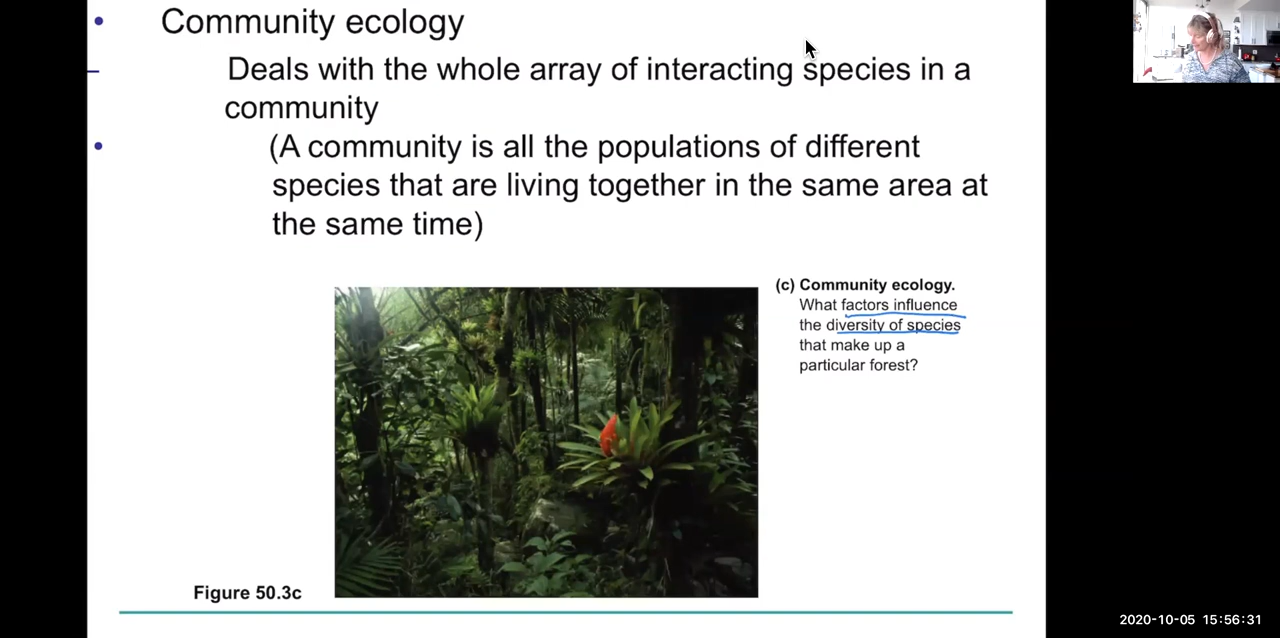 • Community ecology
– Deals with the whole array of interacting species in a
community
• (A community is all the populations of different
species that are living together in the same area at
the same time)
(c) Community ecology.
What factors influence
the diversity of species
that make up a
particular forest?
Figure 50.3c
2020-10-05 15:56:31